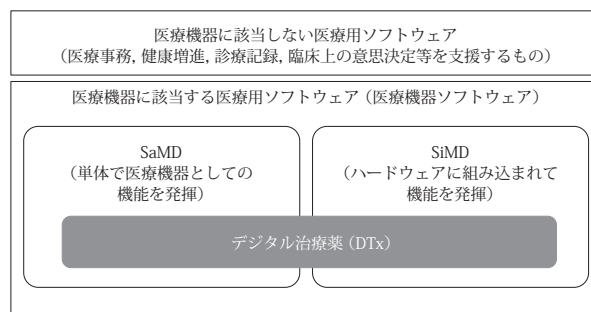 医療機器に該当しない医療用ソフトウェア
（医療事務, 健康増進, 診療記録, 臨床上の意思決定等を支援するもの）
医療機器に該当する医療用ソフトウェア（医療機器ソフトウェア）
SaMD
（単体で医療機器としての
機能を発揮）
SiMD
（ハードウェアに組み込まれて
機能を発揮）
デジタル治療薬（DTx）